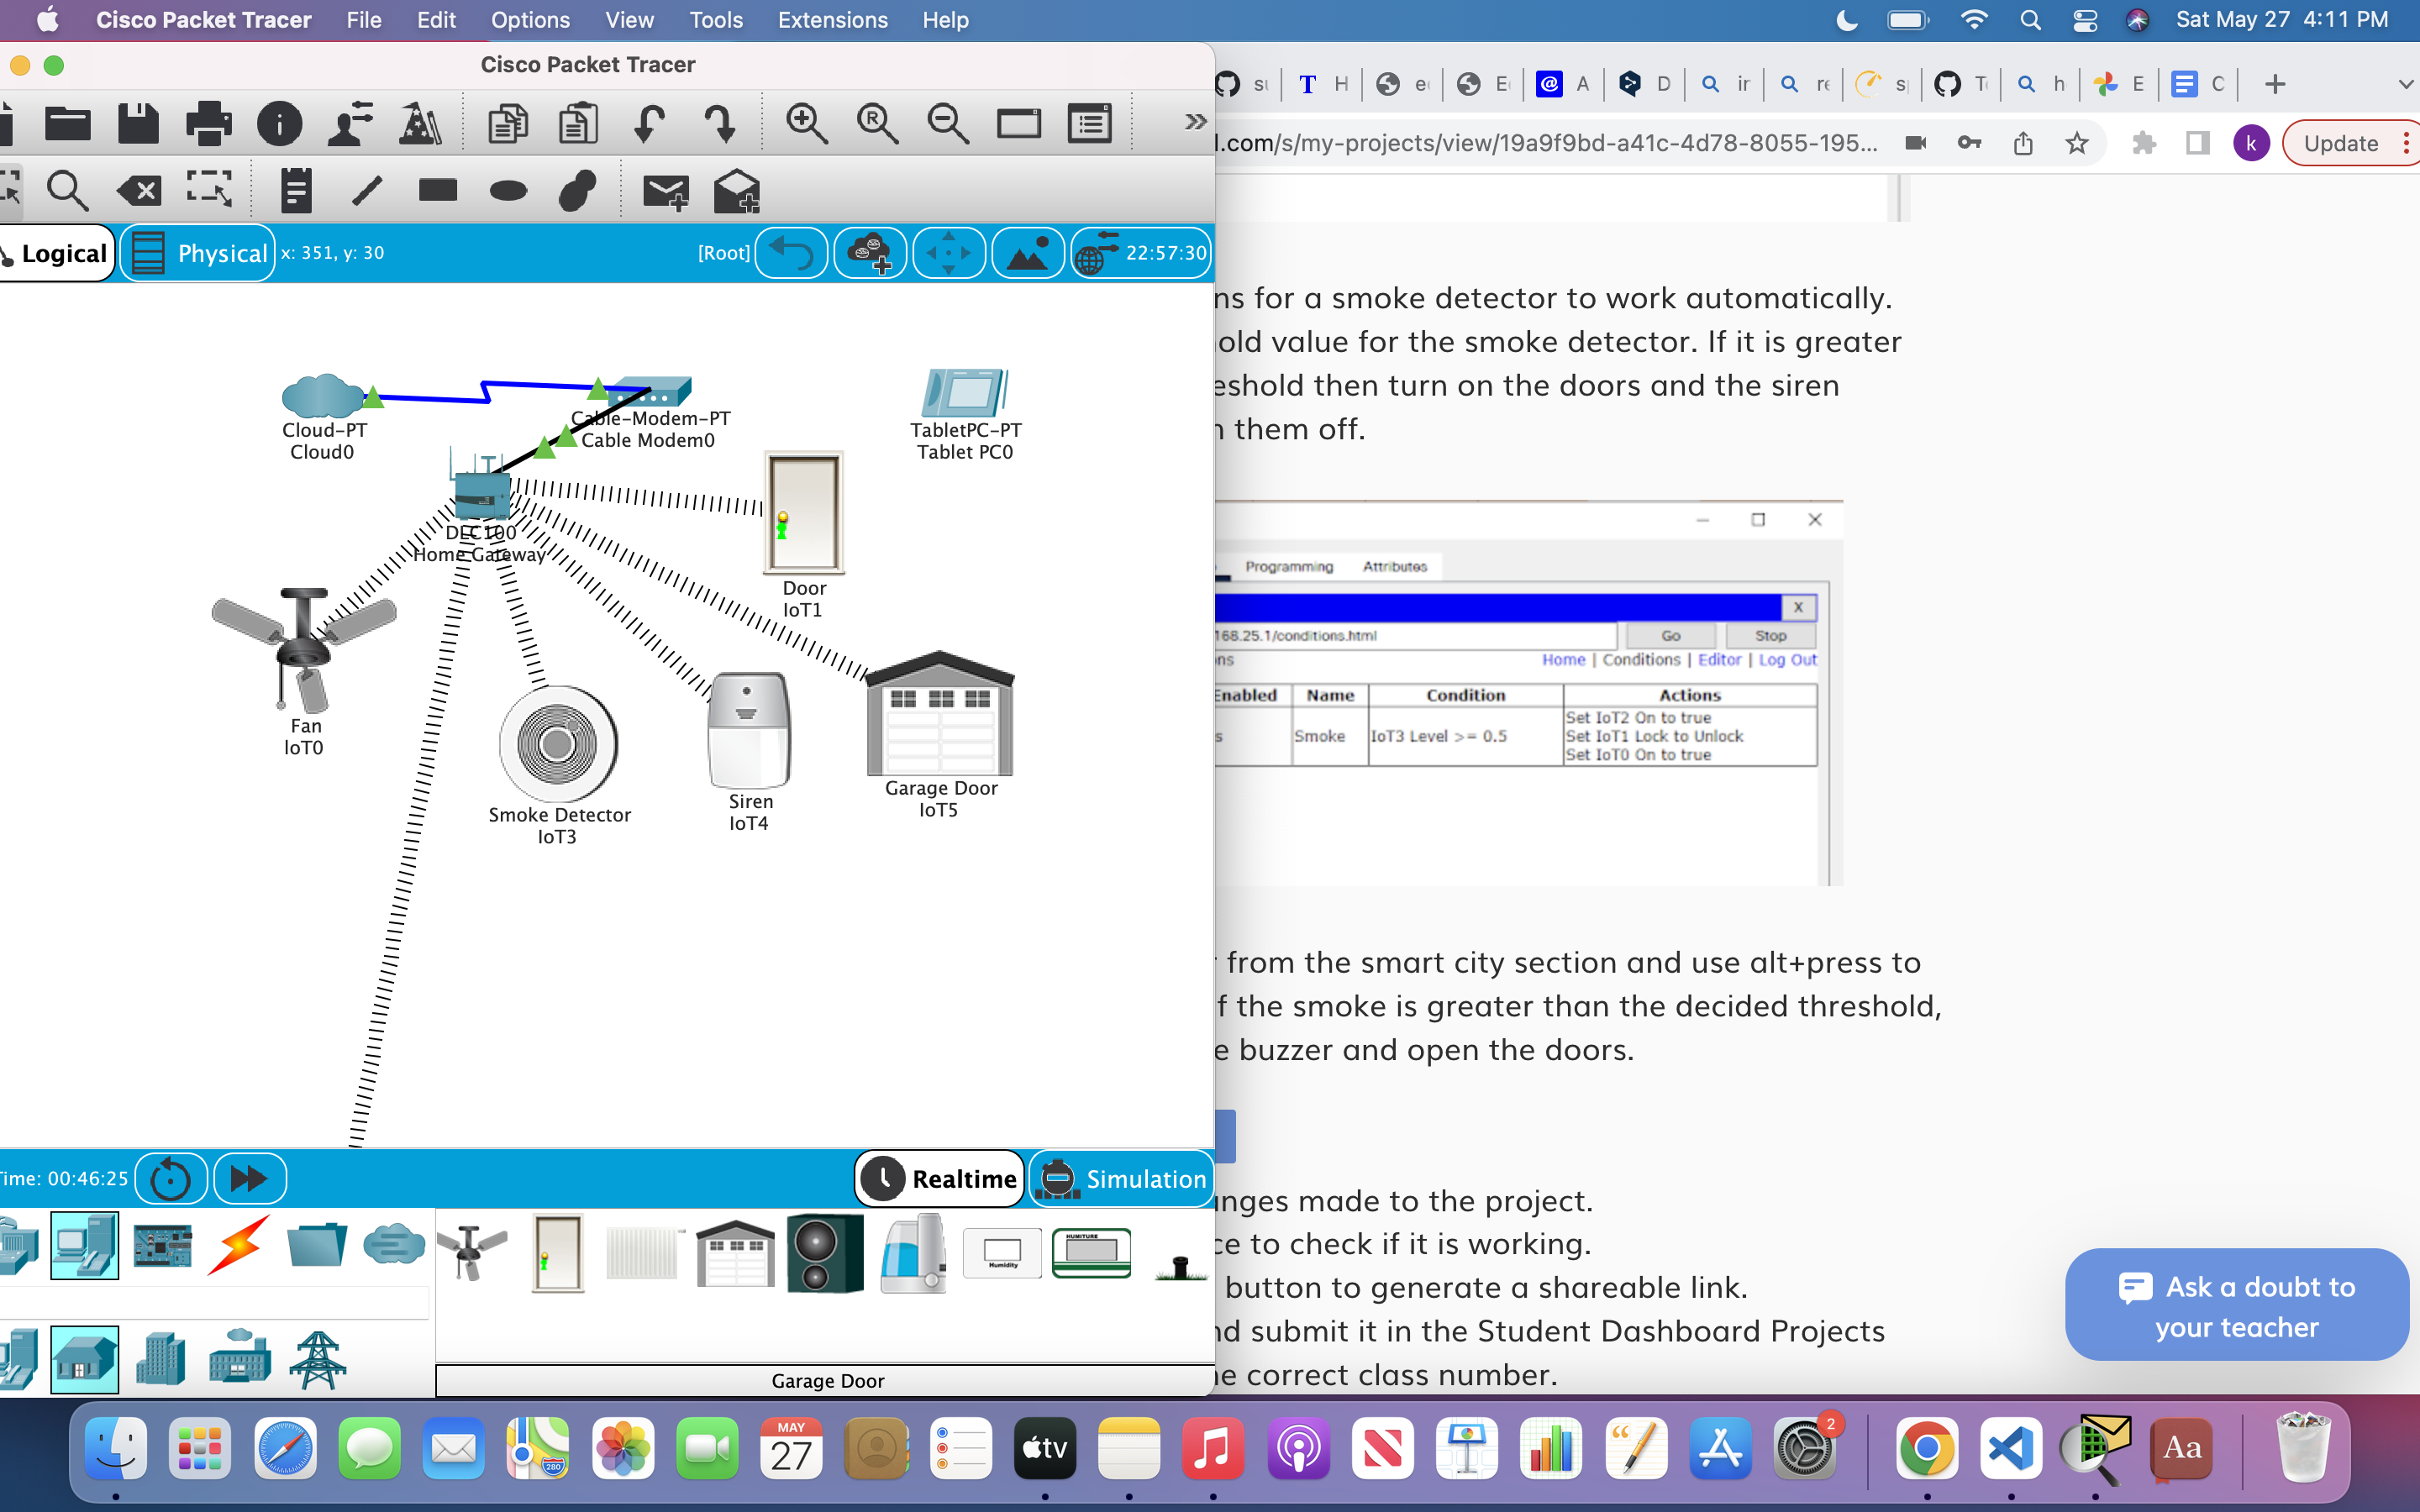 Cisco Packet Tracer File Edit Options View Tools Extensions Help
Sat May 27 4:11 PM
Cisco Packet Tracer
T H
E
A
D
ir
h
E
C
l.com/s/my-projects/view/19a9f9bd-a41c-4d78-8055-195...
k
Update
Logical
Physical
x: 351, y: 30
[Root]
22:57:30
Cloud-PT
Cloud0
Cable-Modem-PT
Cable Modem0
TabletPC-PT
Tablet PC0
DLC100
Home Gateway
Door
IoT1
Fan
IoT0
Smoke Detector
IoT3
Siren
IoT4
Garage Door
IoT5
Time: 00:46:25
Realtime
Simulation
Humidity
HUMITURE
Garage Door
ns for a smoke detector to work automatically.
old value for the smoke detector. If it is greater
eshold then turn on the doors and the siren
them off.
Programming Attributes
X
168.25.1/conditions.html
Go
Stop
ns
Home | Conditions | Editor | Log Out
Enabled Name Condition Actions
s Smoke IoT3 Level >= 0.5
Set IoT2 On to true
Set IoT1 Lock to Unlock
Set IoT0 On to true
from the smart city section and use alt+press to
f the smoke is greater than the decided threshold,
e buzzer and open the doors.
nges made to the project.
ce to check if it is working.
button to generate a shareable link.
nd submit it in the Student Dashboard Projects
e correct class number.
Ask a doubt to
your teacher
280
MAY
27
tv
2
Aa